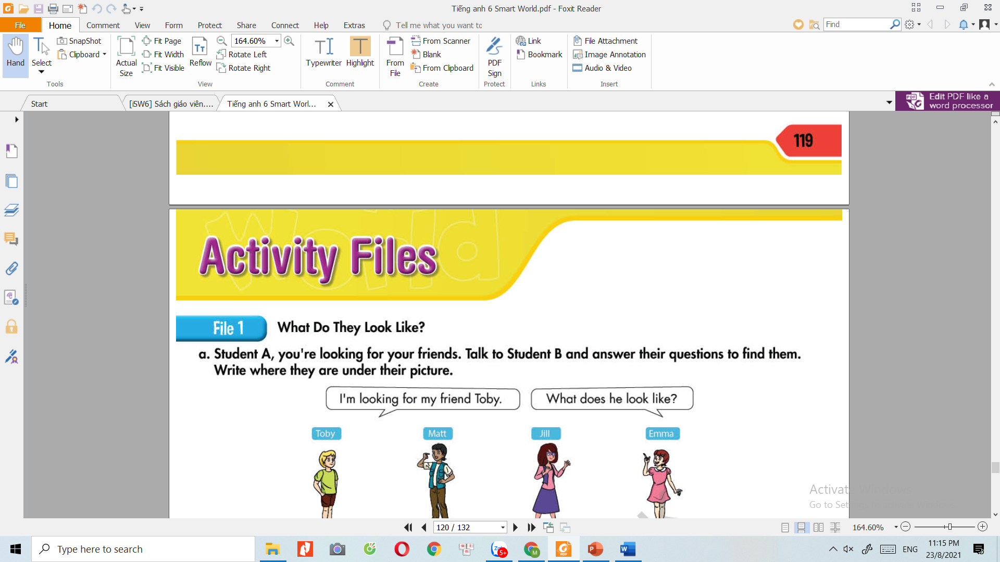 Tiếng anh 6 Smart World.pdf - Foxit Reader
File Home Comment View Form Protect Share Connect Help Extras Tell me what you want to Find
Hand
Select
SnapShot
Clipboard
Tools
Actual Size
Fit Page
Fit Width
Fit Visible
Reflow
164.60%
Rotate Left
Rotate Right
View
Typewriter
Highlight
Comment
From File
From Scanner
Blank
From Clipboard
Create
PDF Sign
Protect
Link
Bookmark
Links
File Attachment
Image Annotation
Audio & Video
Insert
Start
[iSW6] Sách giáo viên....
Tiếng anh 6 Smart Worl...
Edit PDF like a
word processor
119
World
Activity Files
File 1 What Do They Look Like?
a. Student A, you're looking for your friends. Talk to Student B and answer their questions to find them.
Write where they are under their picture.
I'm looking for my friend Toby. What does he look like?
Toby Matt Jill Emma
Activat
Go to Set
120 / 132
164.60%
Type here to search
5+
M
ENG
11:15 PM
23/8/2021